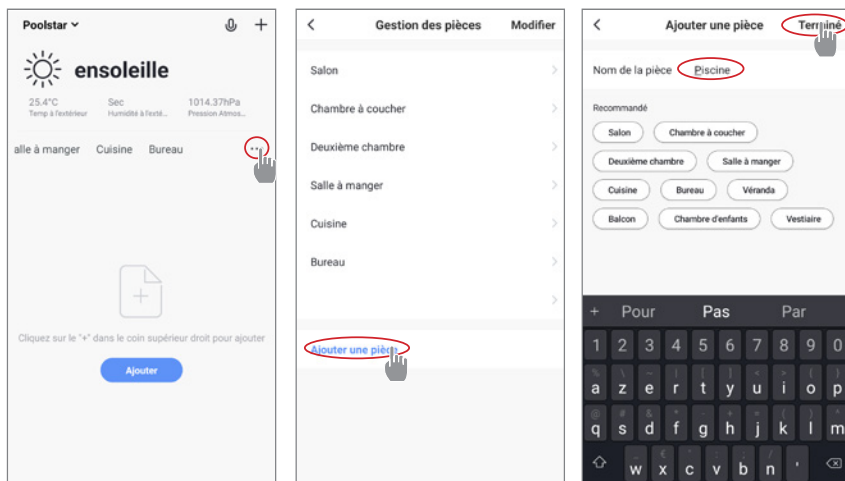 Poolstar
ensoleille
25.4°C Sec 1014.37hPa
Temp à l'extérieur Humidité à l'exté... Pression Atmos...
alle à manger Cuisine Bureau ...
Cliquez sur le "+" dans le coin supérieur droit pour ajouter
Ajouter
Gestion des pièces Modifier
Salon
Chambre à coucher
Deuxième chambre
Salle à manger
Cuisine
Bureau
Ajouter une pièce
Ajouter une pièce Terminé
Nom de la pièce Piscine
Recommandé
Salon Chambre à coucher
Deuxième chambre Salle à manger
Cuisine Bureau Véranda
Balcon Chambre d'enfants Vestiaire
+ Pour Pas Par
1 2 3 4 5 6 7 8 9 0
a z e r t y u i o p
q s d f g h j k l m
w x c v b n '